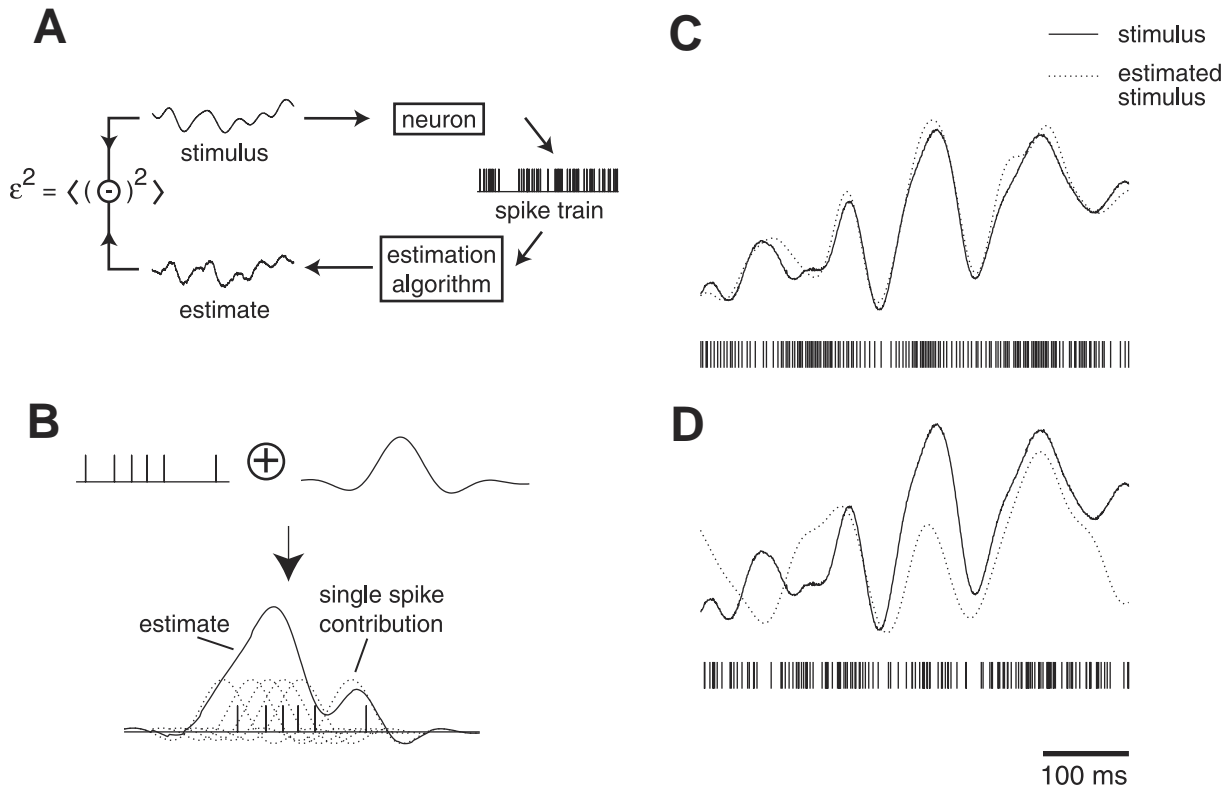 A
stimulus
neuron
ε² = ⟨( - )²⟩
spike train
estimation
algorithm
estimate
B
estimate
single spike
contribution
C
stimulus
estimated
stimulus
D
100 ms